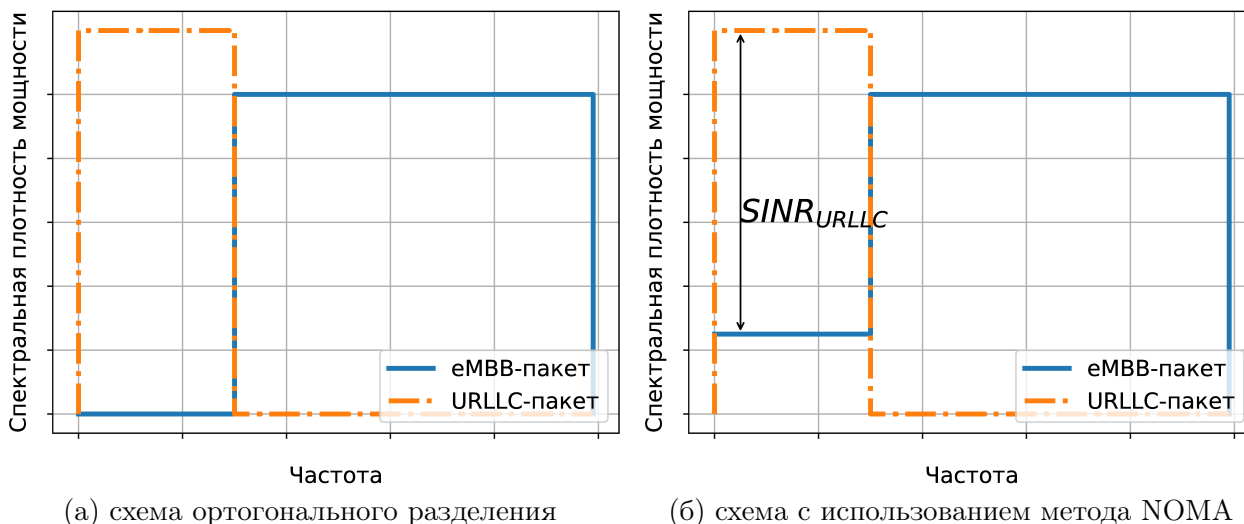 Спектральная плотность мощности
eMBB-пакет
URLLC-пакет
Частота
(а) схема ортогонального разделения
Спектральная плотность мощности
SINR_URLLC
eMBB-пакет
URLLC-пакет
Частота
(б) схема с использованием метода NOMA